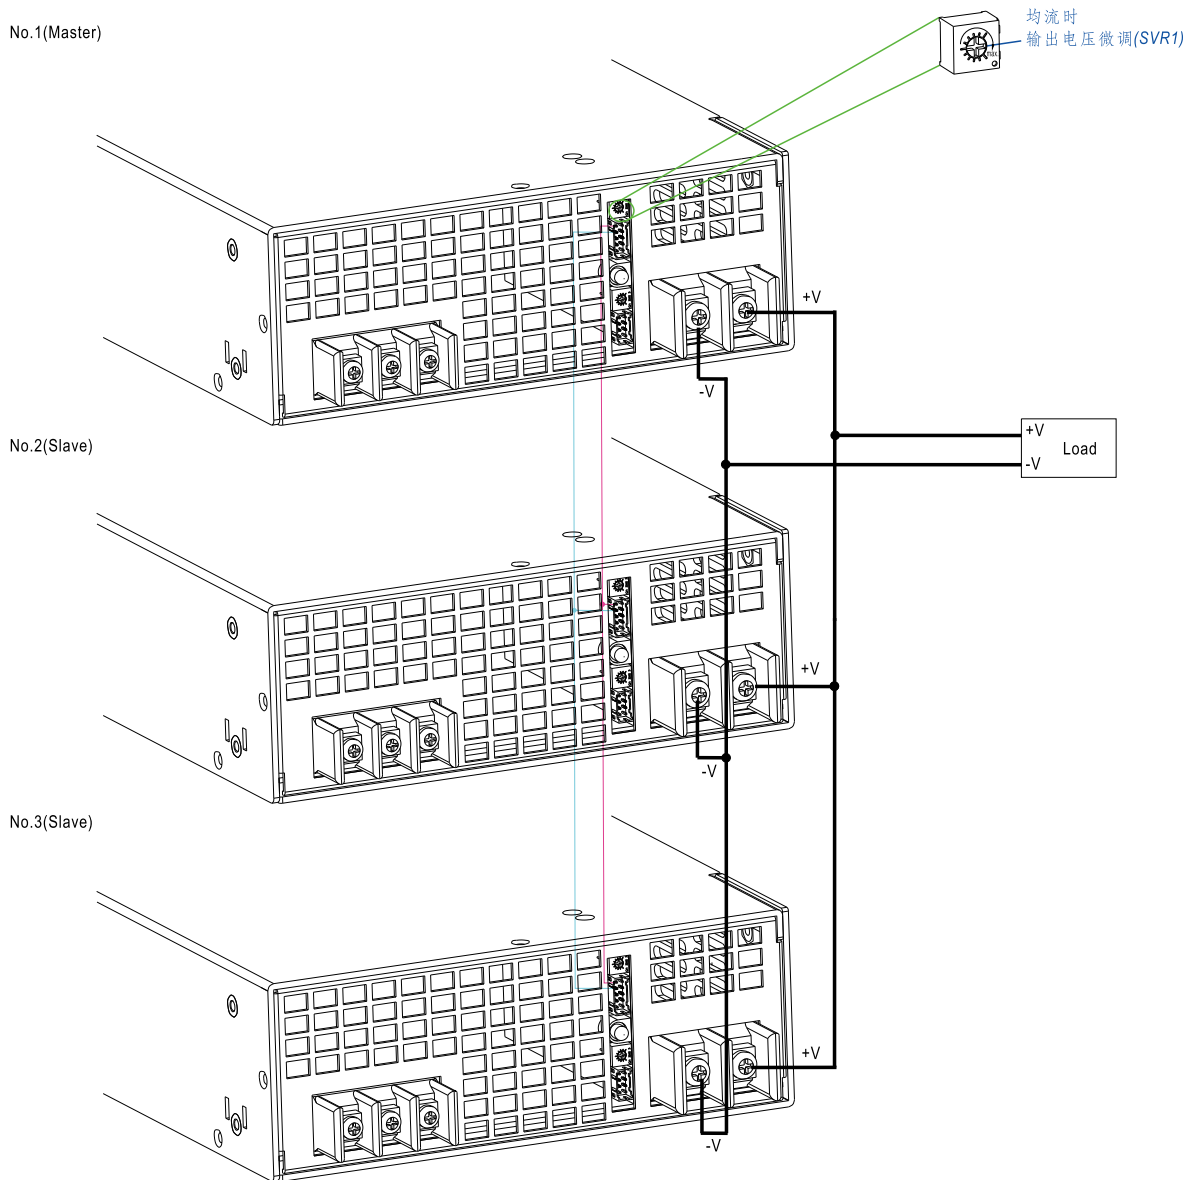 No.1(Master)
均流时
输出电压微调(SVR1)
max.
+V
-V
+V
-V
Load
No.2(Slave)
+V
-V
No.3(Slave)
+V
-V